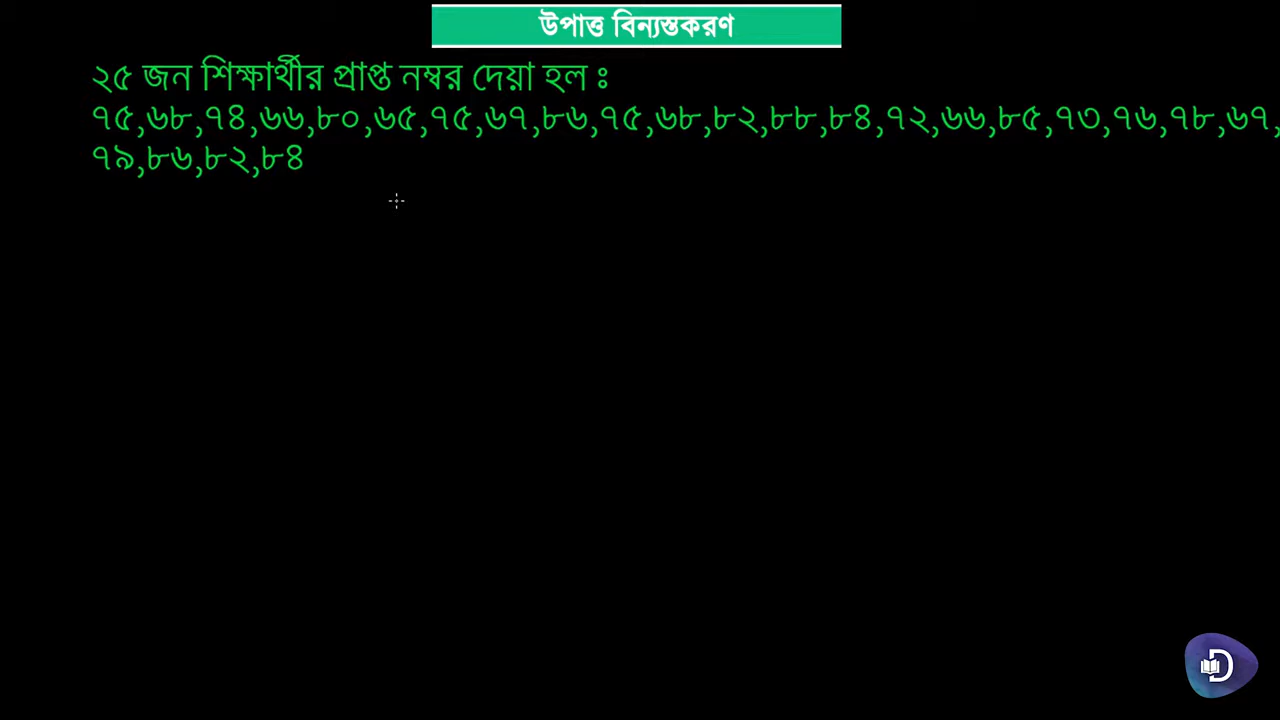 উপাত্ত বিন্যস্তকরণ
২৫ জন শিক্ষার্থীর প্রাপ্ত নম্বর দেয়া হল ঃ
৭৫,৬৮,৭৪,৬৬,৮০,৬৫,৭৫,৬৭,৮৬,৭৫,৬৮,৮২,৮৮,৮৪,৭২,৬৬,৮৫,৭৩,৭৬,৭৮,৬৭,
৭৯,৮৬,৮২,৮৪